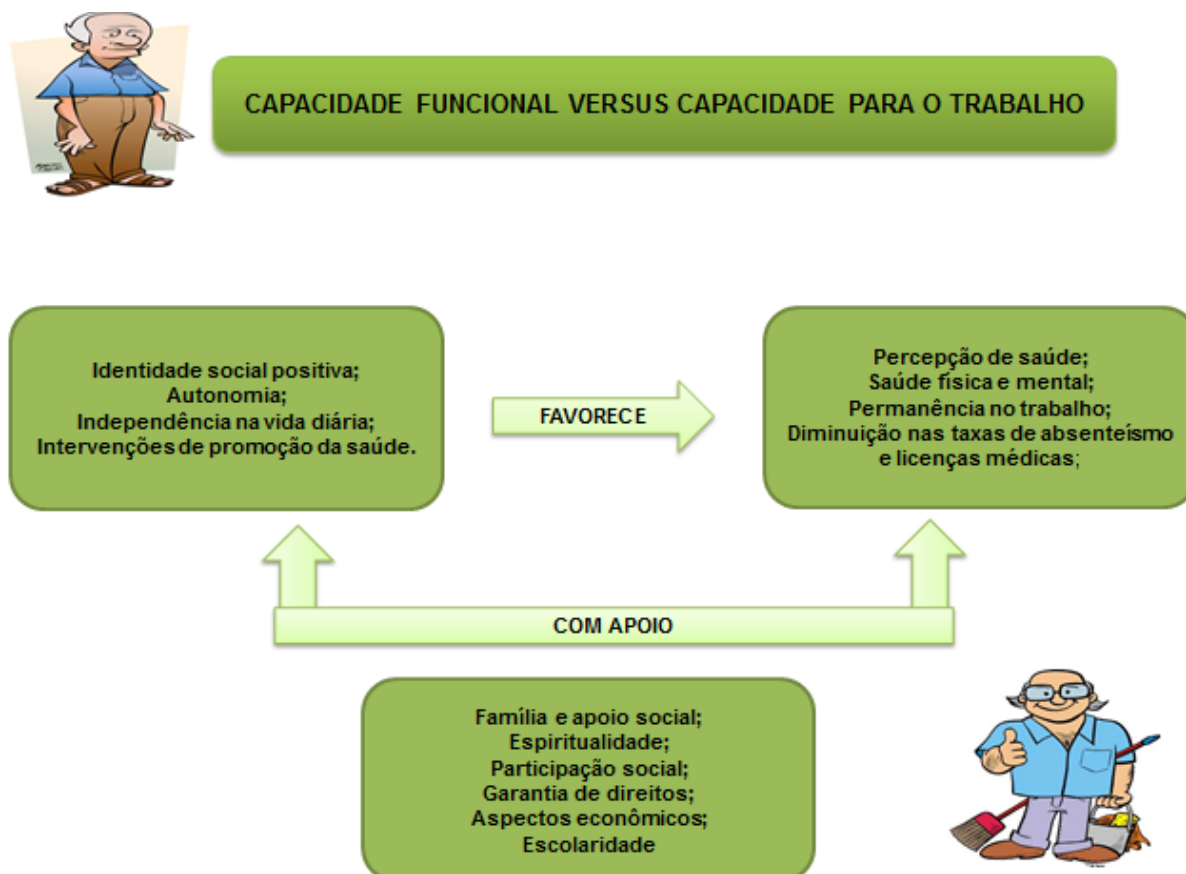 CAPACIDADE FUNCIONAL VERSUS CAPACIDADE PARA O TRABALHO
Identidade social positiva;
Autonomia;
Independência na vida diária;
Intervenções de promoção da saúde.
FAVORECE
Percepção de saúde;
Saúde física e mental;
Permanência no trabalho;
Diminuição nas taxas de absenteísmo
e licenças médicas;
COM APOIO
Família e apoio social;
Espiritualidade;
Participação social;
Garantia de direitos;
Aspectos econômicos;
Escolaridade